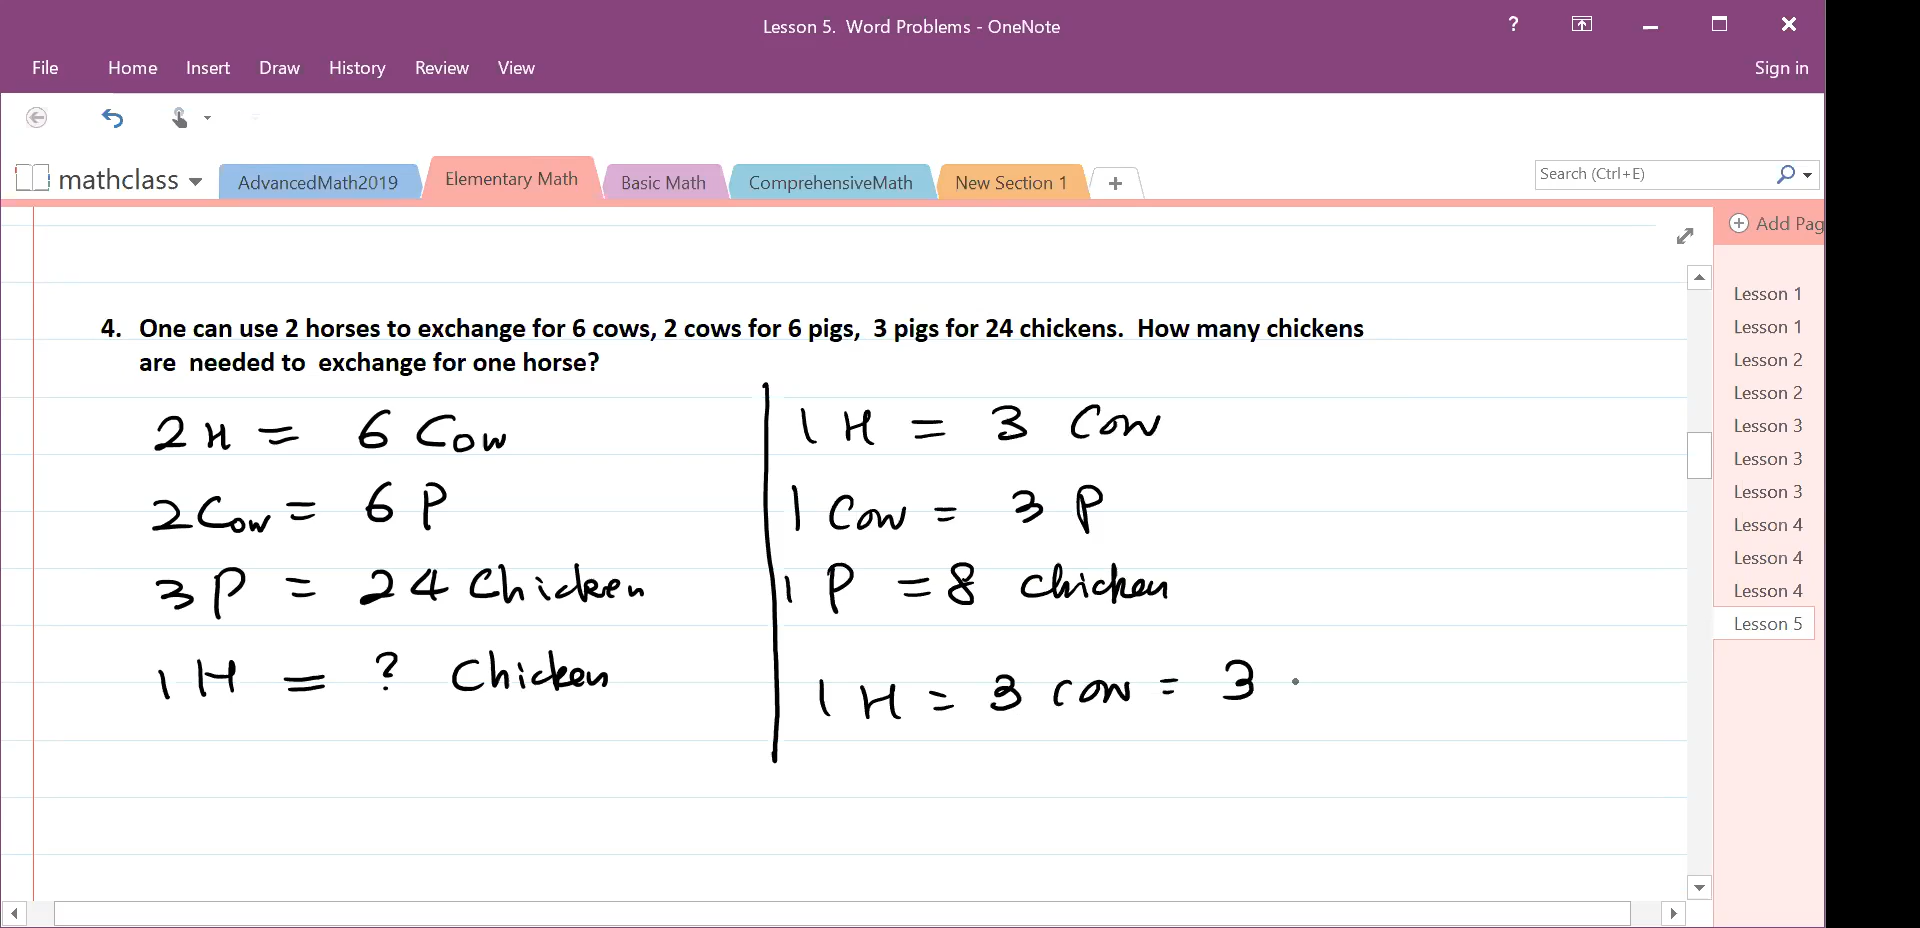 Lesson 5.  Word Problems - OneNote
?
File Home Insert Draw History Review View
Sign in
mathclass
AdvancedMath2019 Elementary Math Basic Math ComprehensiveMath New Section 1 +
Search (Ctrl+E)
Add Pag
4. One can use 2 horses to exchange for 6 cows, 2 cows for 6 pigs,  3 pigs for 24 chickens.  How many chickens
are  needed to  exchange for one horse?
2 H = 6 Cow
2 Cow = 6 P
3 P = 24 Chicken
1 H = ? Chicken
1 H = 3 Cow
1 Cow = 3 P
1 P = 8 chicken
1 H = 3 cow = 3 ·
Lesson 1
Lesson 1
Lesson 2
Lesson 2
Lesson 3
Lesson 3
Lesson 3
Lesson 4
Lesson 4
Lesson 4
Lesson 5